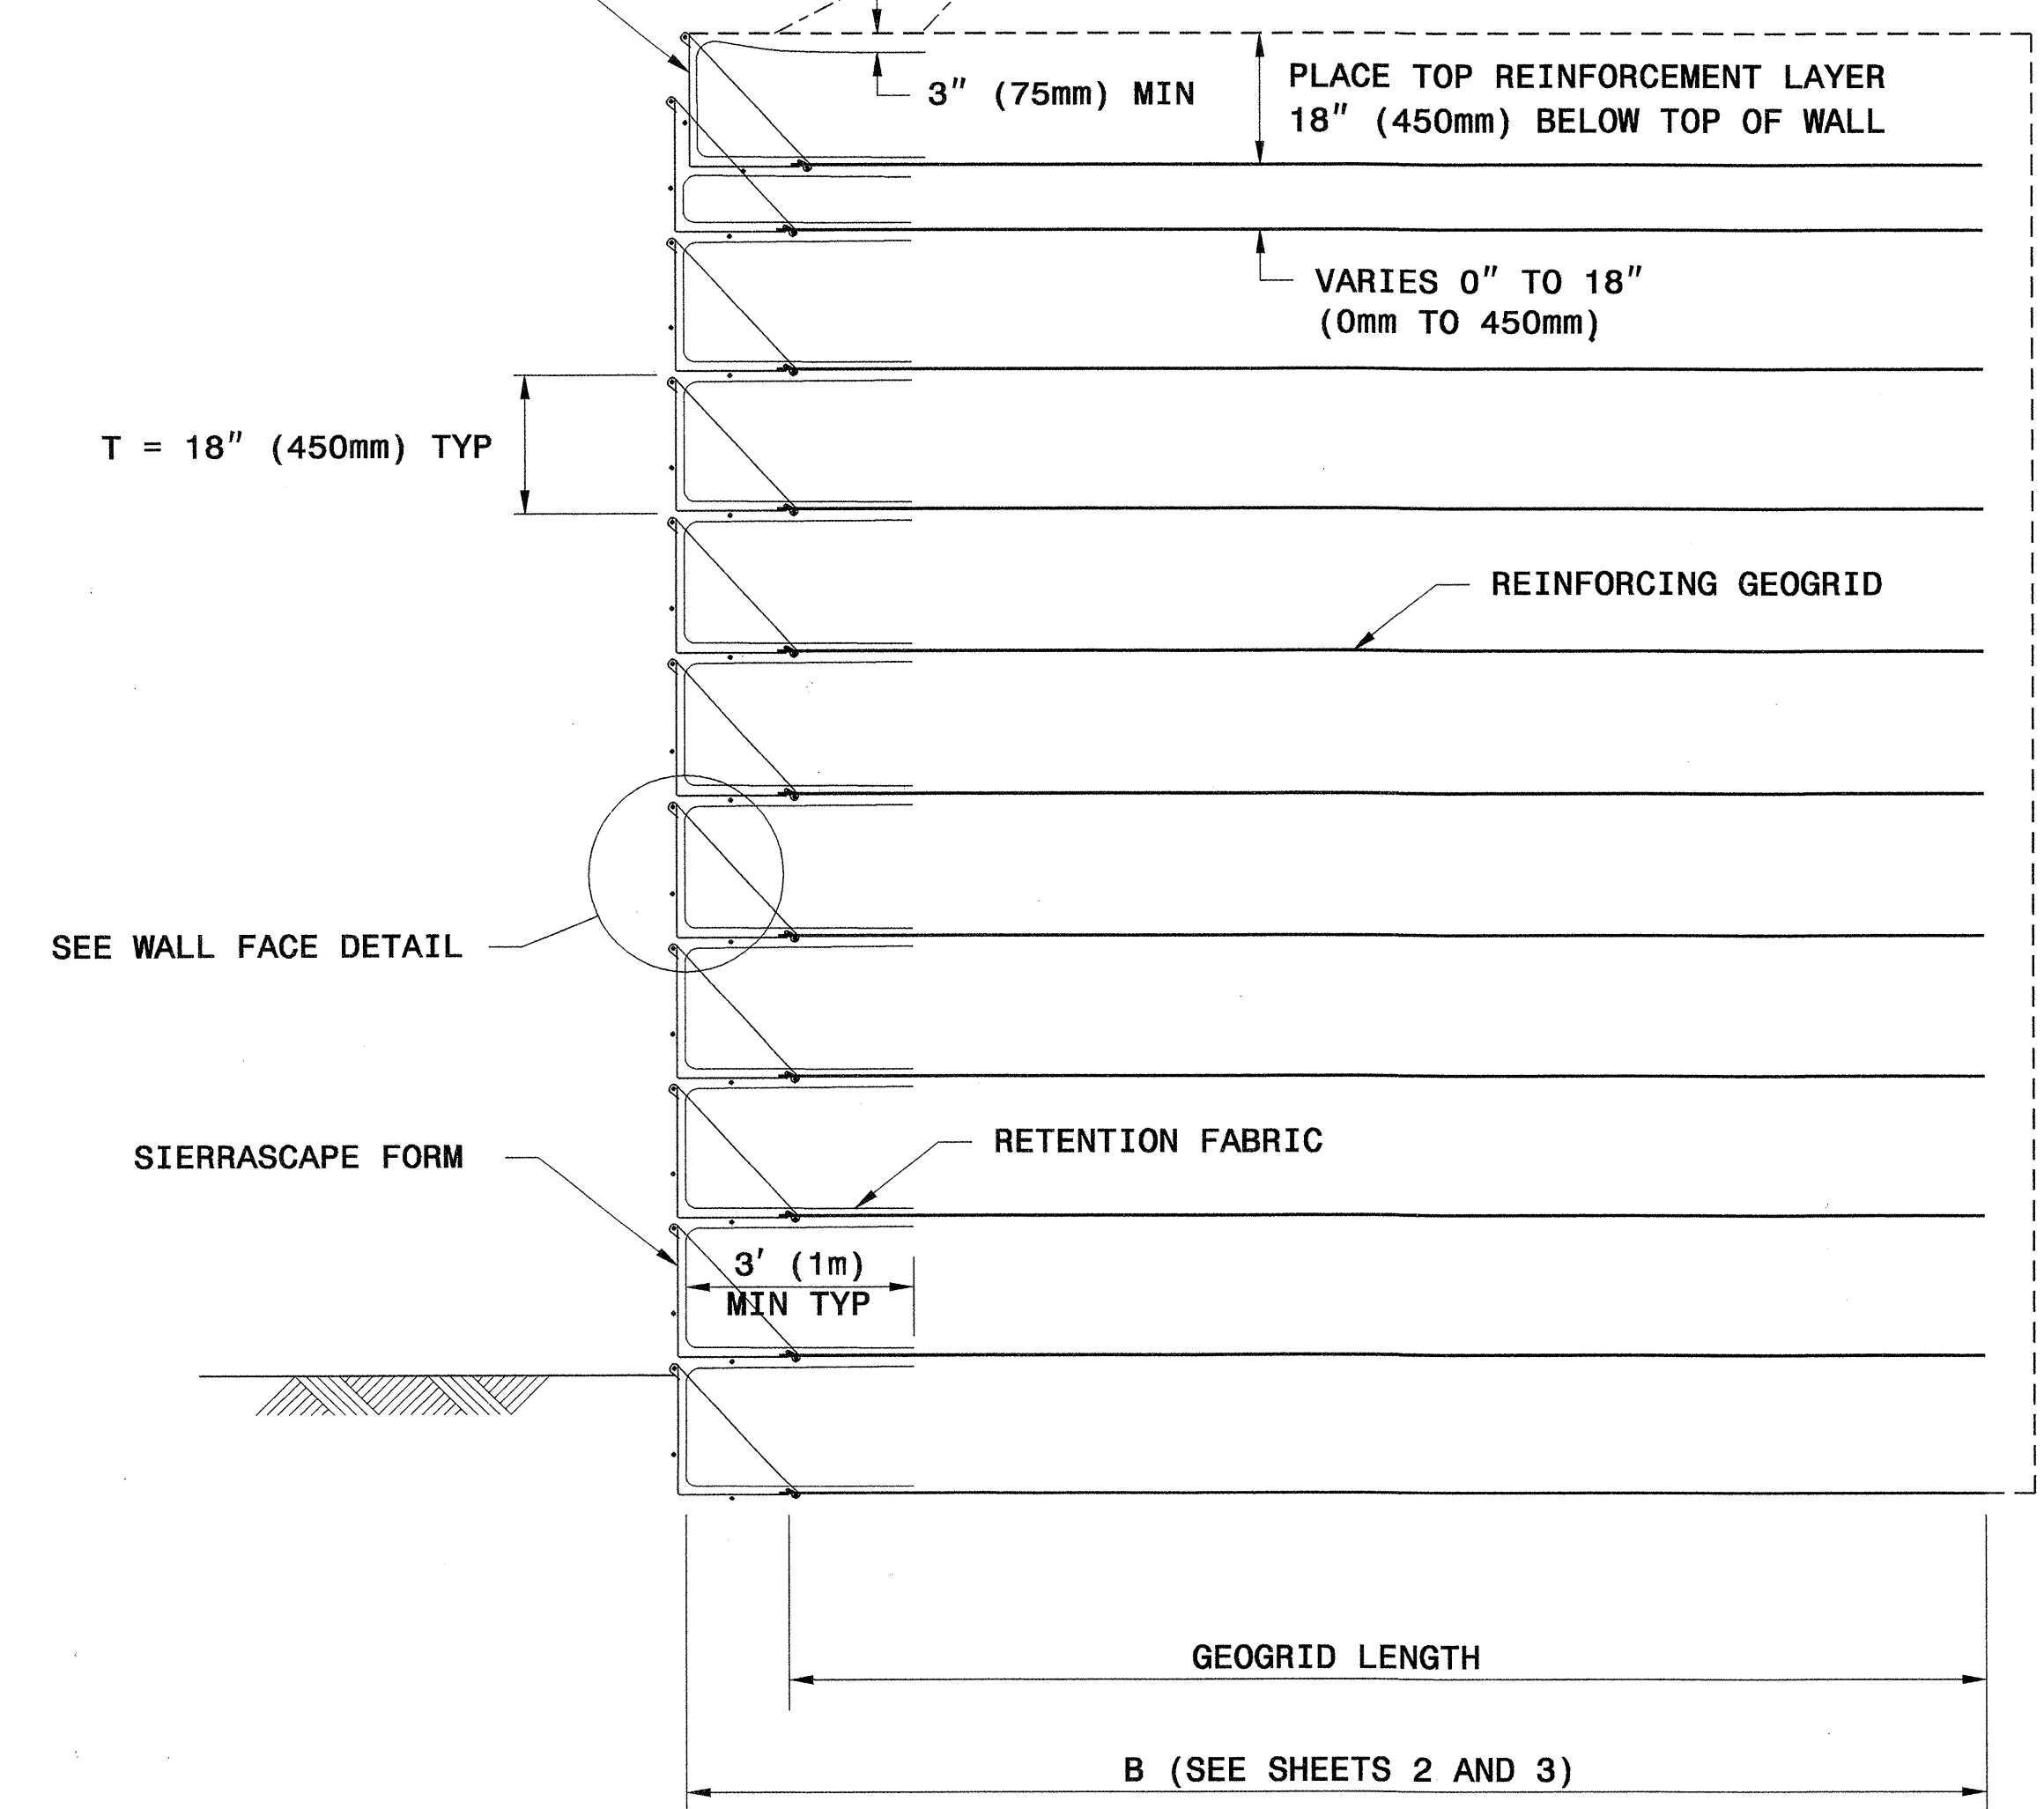 3" (75mm) MIN
PLACE TOP REINFORCEMENT LAYER
18" (450mm) BELOW TOP OF WALL
VARIES 0" TO 18"
(0mm TO 450mm)
T = 18" (450mm) TYP
REINFORCING GEOGRID
SEE WALL FACE DETAIL
SIERRASCAPE FORM
RETENTION FABRIC
3' (1m)
MIN TYP
GEOGRID LENGTH
B (SEE SHEETS 2 AND 3)